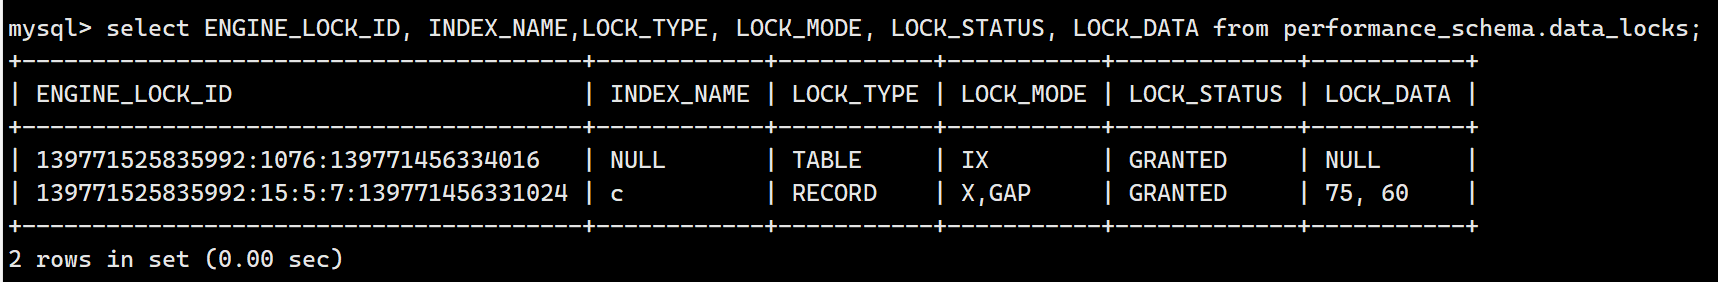 mysql> select ENGINE_LOCK_ID, INDEX_NAME,LOCK_TYPE, LOCK_MODE, LOCK_STATUS, LOCK_DATA from performance_schema.data_locks;
+----------------------------------------+------------+-----------+-----------+-------------+-----------+
| ENGINE_LOCK_ID                         | INDEX_NAME | LOCK_TYPE | LOCK_MODE | LOCK_STATUS | LOCK_DATA |
+----------------------------------------+------------+-----------+-----------+-------------+-----------+
| 139771525835992:1076:139771456334016   | NULL       | TABLE     | IX        | GRANTED     | NULL      |
| 139771525835992:15:5:7:139771456331024 | c          | RECORD    | X,GAP     | GRANTED     | 75, 60    |
+----------------------------------------+------------+-----------+-----------+-------------+-----------+
2 rows in set (0.00 sec)